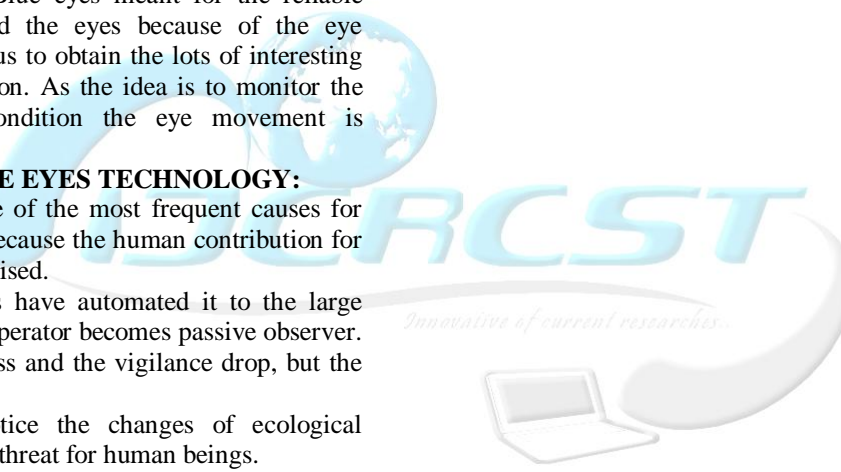 Blue eyes meant for the reliable
d the eyes because of the eye
us to obtain the lots of interesting
on. As the idea is to monitor the
ondition the eye movement is
E EYES TECHNOLOGY:
e of the most frequent causes for
ecause the human contribution for
ised.
s have automated it to the large
perator becomes passive observer.
ss and the vigilance drop, but the
tice the changes of ecological
threat for human beings.
IJCRCST
Innovative of current researches...